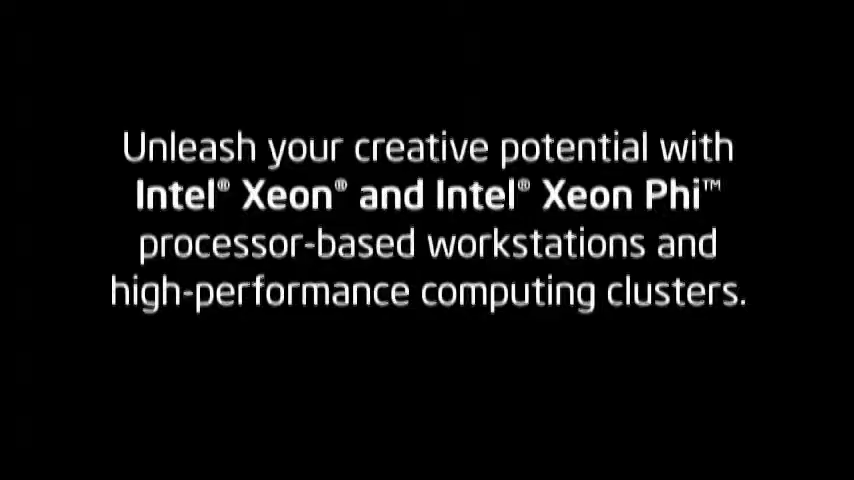 Unleash your creative potential with
Intel® Xeon® and Intel® Xeon Phi™
processor-based workstations and
high-performance computing clusters.